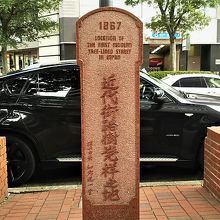 1867
LOCATION OF
THE FIRST MODERN
TREE-LINED STREET
IN JAPAN
近代街路樹発祥之地